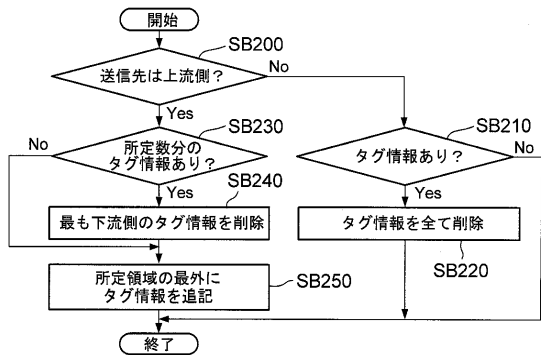 開始
SB200
送信先は上流側？
No
Yes
SB230
No
所定数分の
タグ情報あり？
SB210
タグ情報あり？
No
Yes
SB240
Yes
最も下流側のタグ情報を削除
タグ情報を全て削除
SB220
所定領域の最外に
タグ情報を追記
SB250
終了